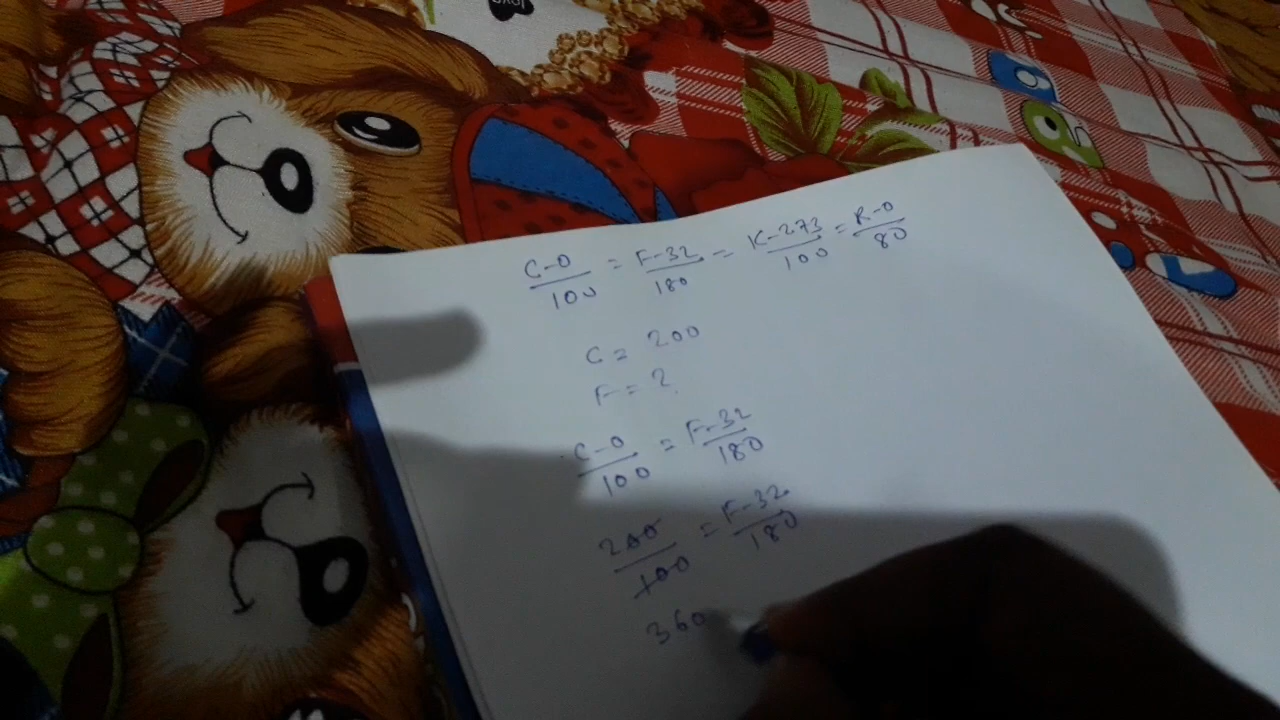 C-0/100 = F-32/180 = K-273/100 = R-0/80
C = 200
F = ?
C-0/100 = F-32/180
200/100 = F-32/180
360